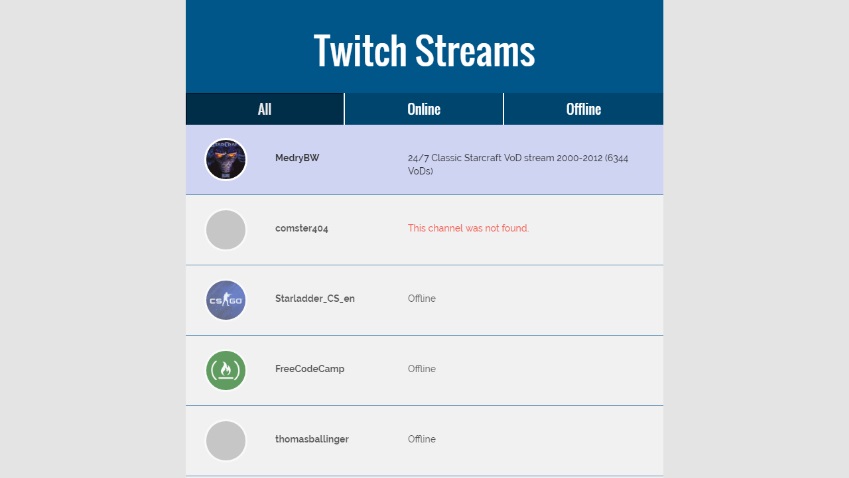 Twitch Streams
All
Online
Offline
MedryBW
24/7 Classic Starcraft VoD stream 2000-2012 (6344
VoDs)
comster404
This channel was not found.
CS GO
Starladder_CS_en
Offline
FreeCodeCamp
Offline
thomasballinger
Offline